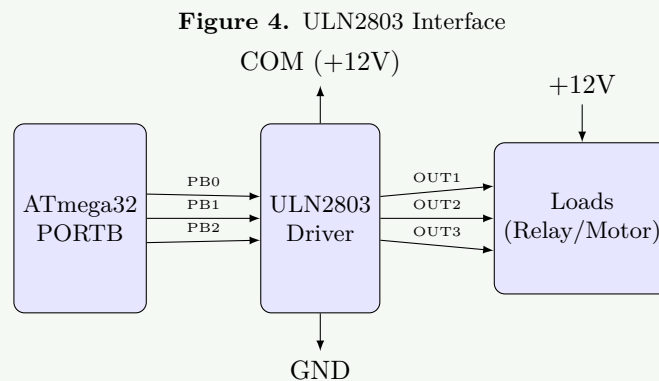 Figure 4. ULN2803 Interface
COM (+12V)
+12V
ATmega32
PORTB
PB0
PB1
PB2
ULN2803
Driver
OUT1
OUT2
OUT3
Loads
(Relay/Motor)
GND